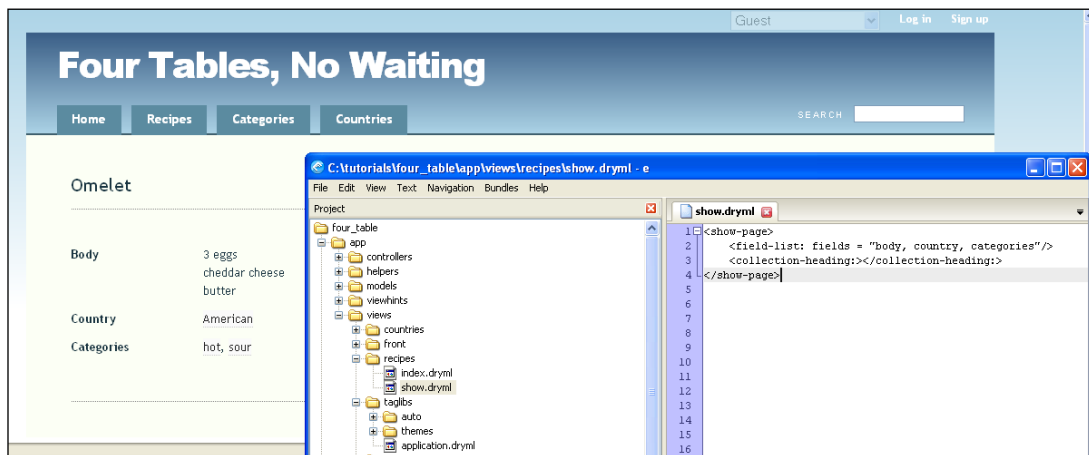 Guest
Log in Sign up
Four Tables, No Waiting
Home Recipes Categories Countries
SEARCH
Omelet
Body 3 eggs
cheddar cheese
butter
Country American
Categories hot, sour
C:\tutorials\four_table\app\views\recipes\show.dryml - e
File Edit View Text Navigation Bundles Help
Project
four_table
app
controllers
helpers
models
viewhints
views
countries
front
recipes
index.dryml
show.dryml
taglibs
auto
themes
application.dryml
show.dryml
1 <show-page>
2 <field-list: fields = "body, country, categories"/>
3 <collection-heading:></collection-heading:>
4 </show-page>
5
6
7
8
9
10
11
12
13
14
15
16